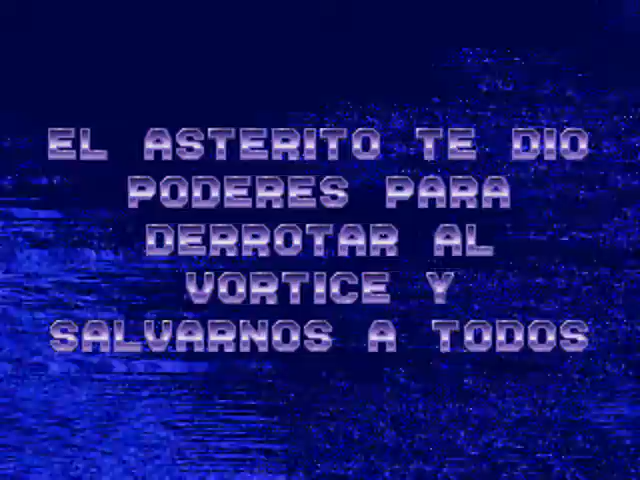 EL ASTERITO TE DIO
PODERES PARA
DERROTAR AL
VORTICE Y
SALVARNOS A TODOS